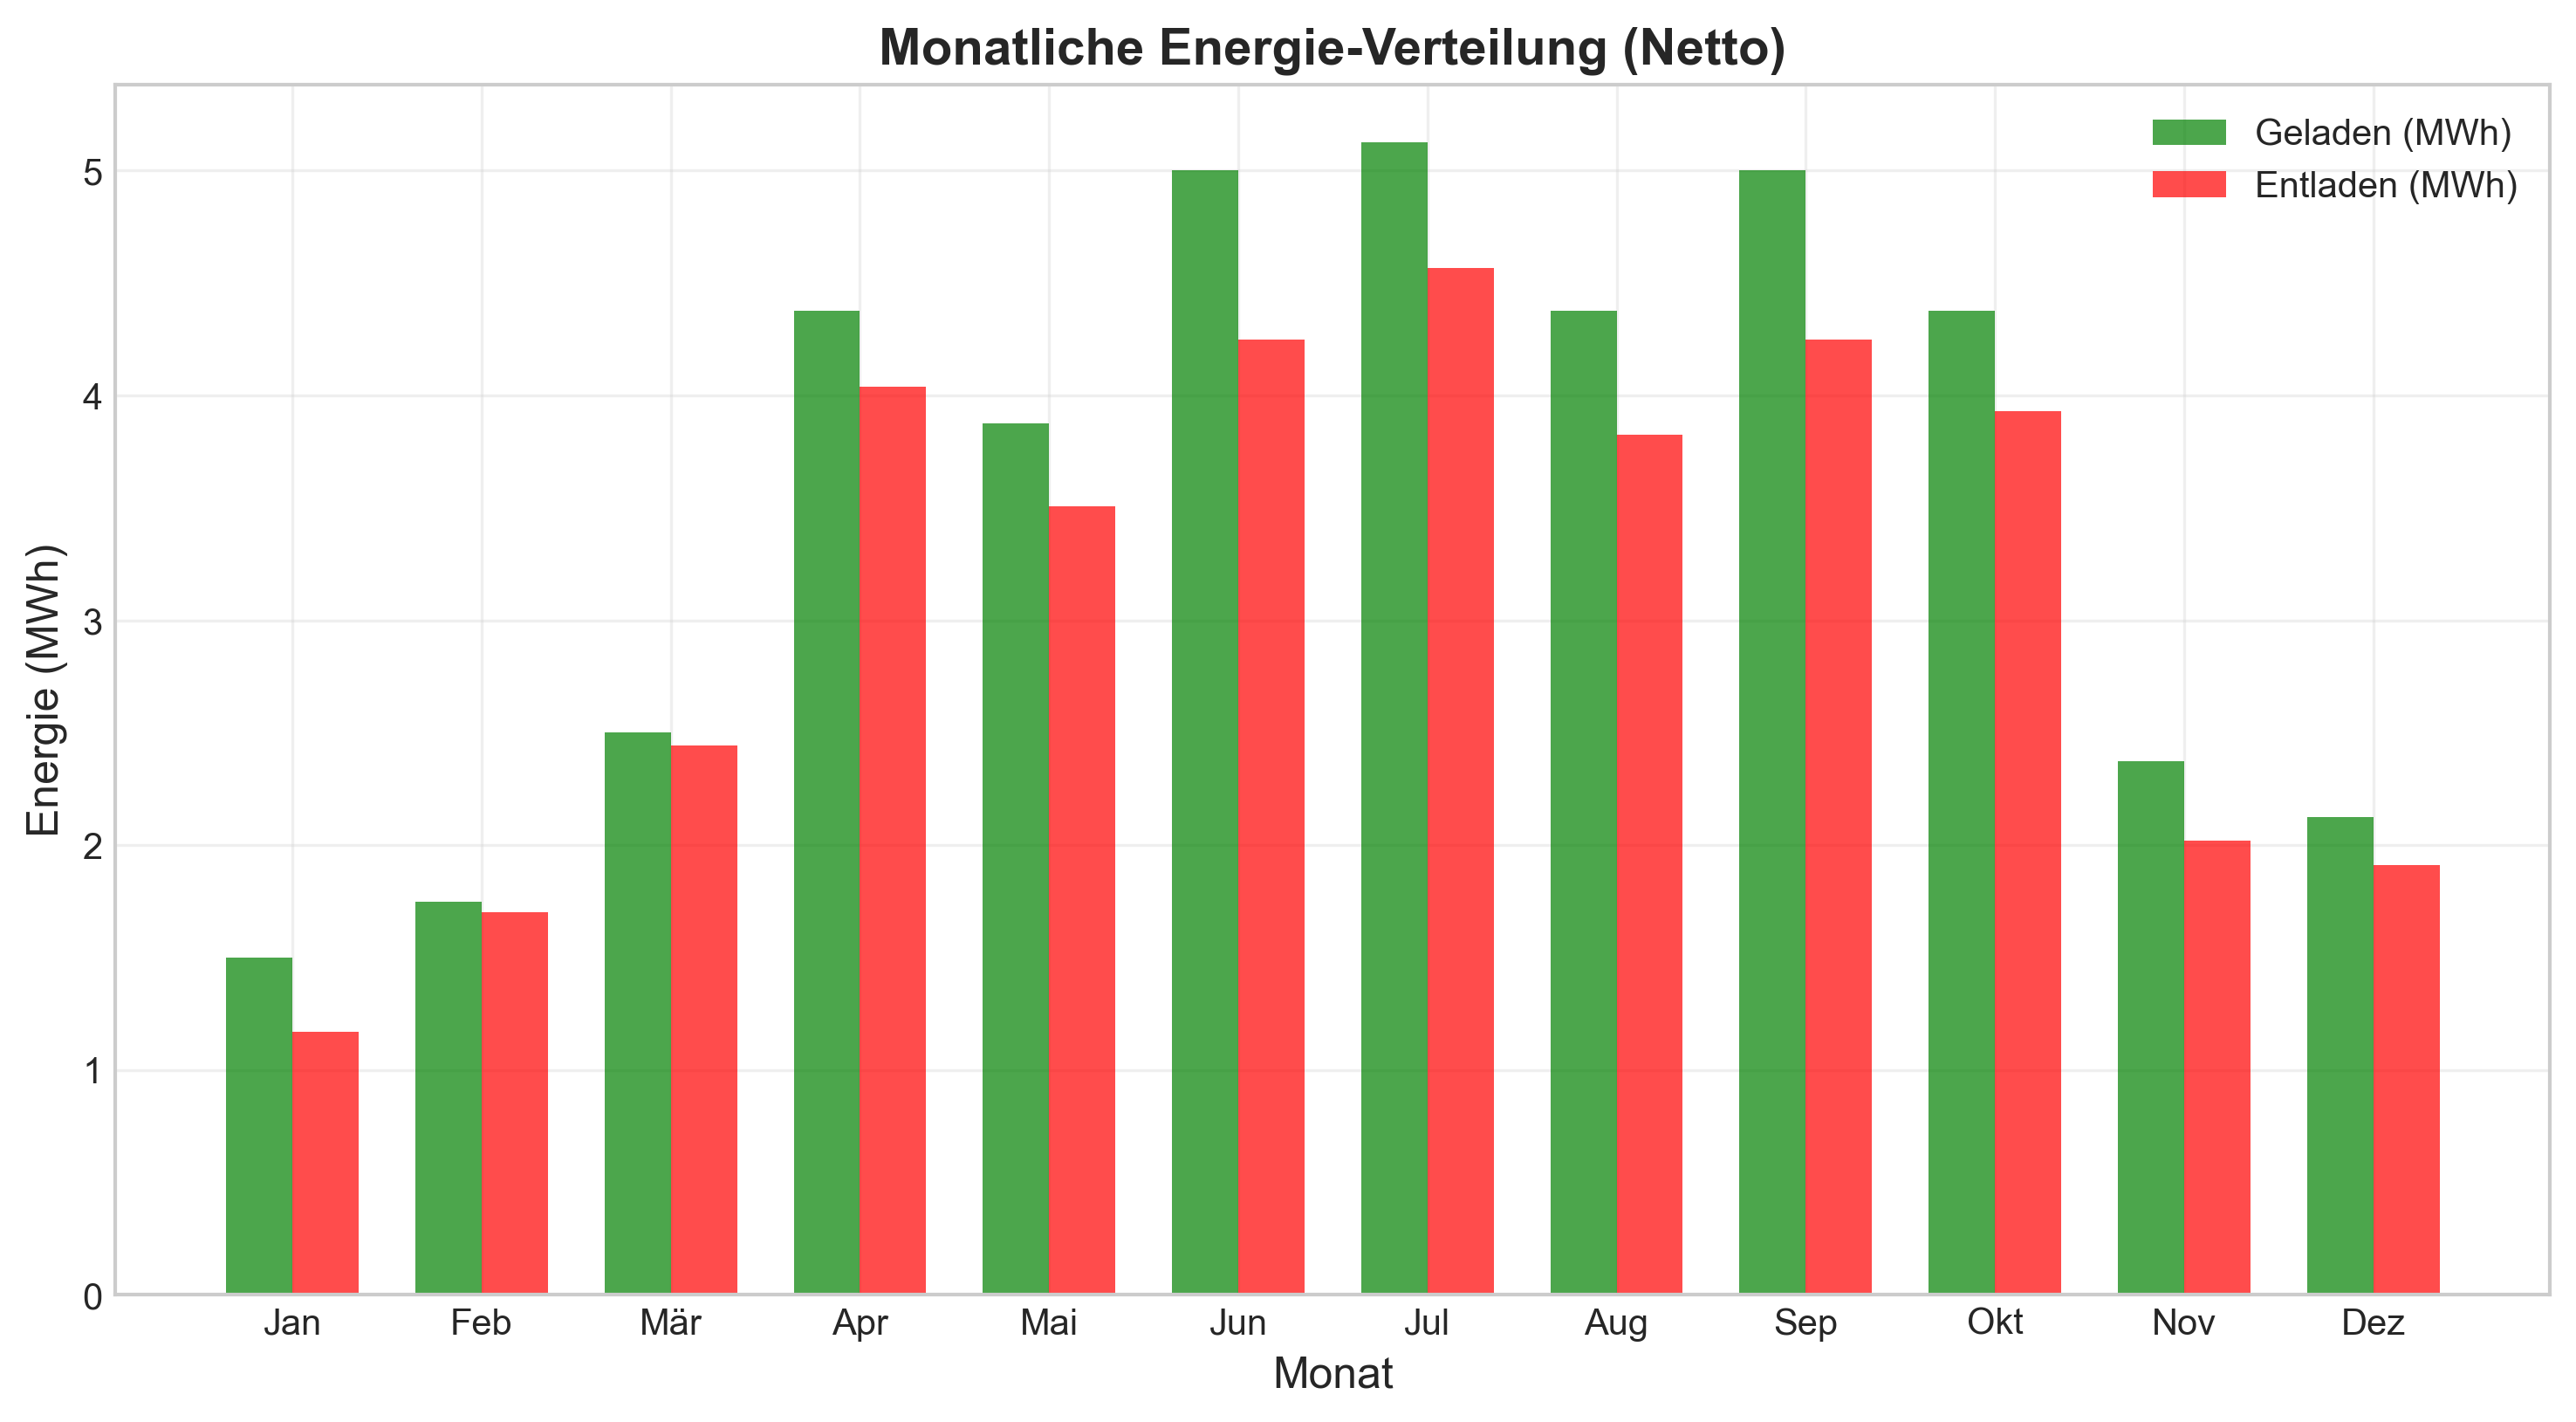 Monatliche Energie-Verteilung (Netto)
Geladen (MWh)
Entladen (MWh)
Energie (MWh)
5
4
3
2
1
0
Jan Feb Mär Apr Mai Jun Jul Aug Sep Okt Nov Dez
Monat